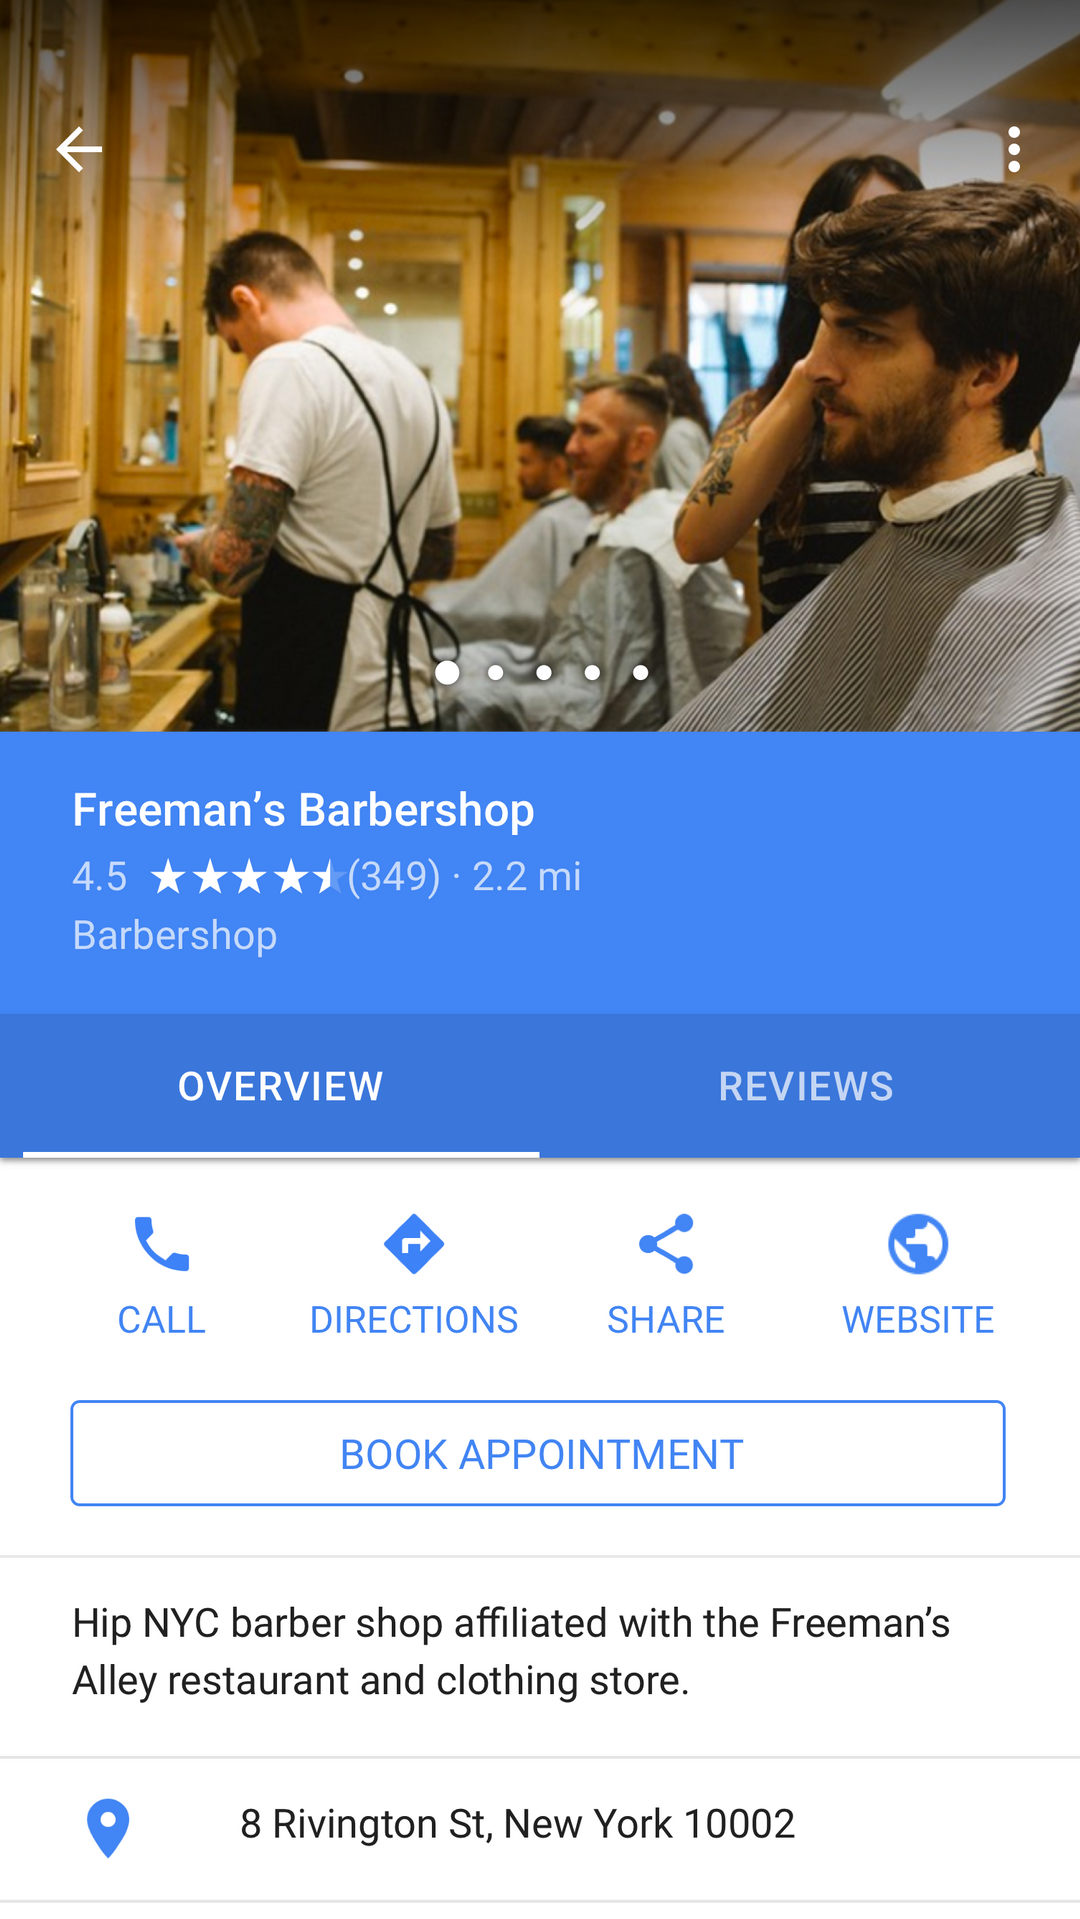 Freeman’s Barbershop
4.5 ★★★★★ (349) · 2.2 mi
Barbershop
OVERVIEW
REVIEWS
CALL
DIRECTIONS
SHARE
WEBSITE
BOOK APPOINTMENT
Hip NYC barber shop affiliated with the Freeman’s
Alley restaurant and clothing store.
8 Rivington St, New York 10002